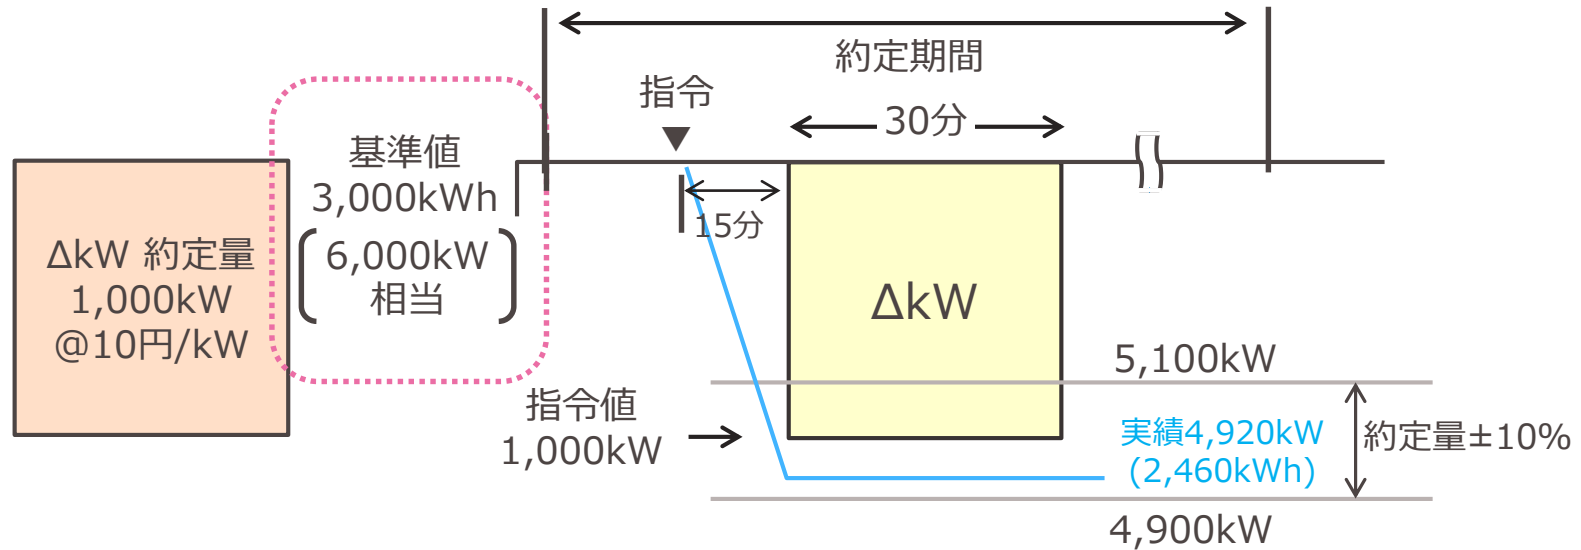 約定期間
指令
30分
基準値
3,000kWh
6,000kW
相当
15分
ΔkW 約定量
1,000kW
@10円/kW
ΔkW
5,100kW
指令値
1,000kW
実績4,920kW
(2,460kWh)
約定量±10%
4,900kW